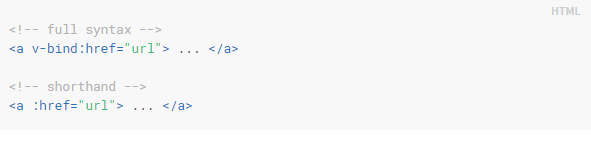 HTML
<!-- full syntax -->
<a v-bind:href="url"> ... </a>
<!-- shorthand -->
<a :href="url"> ... </a>